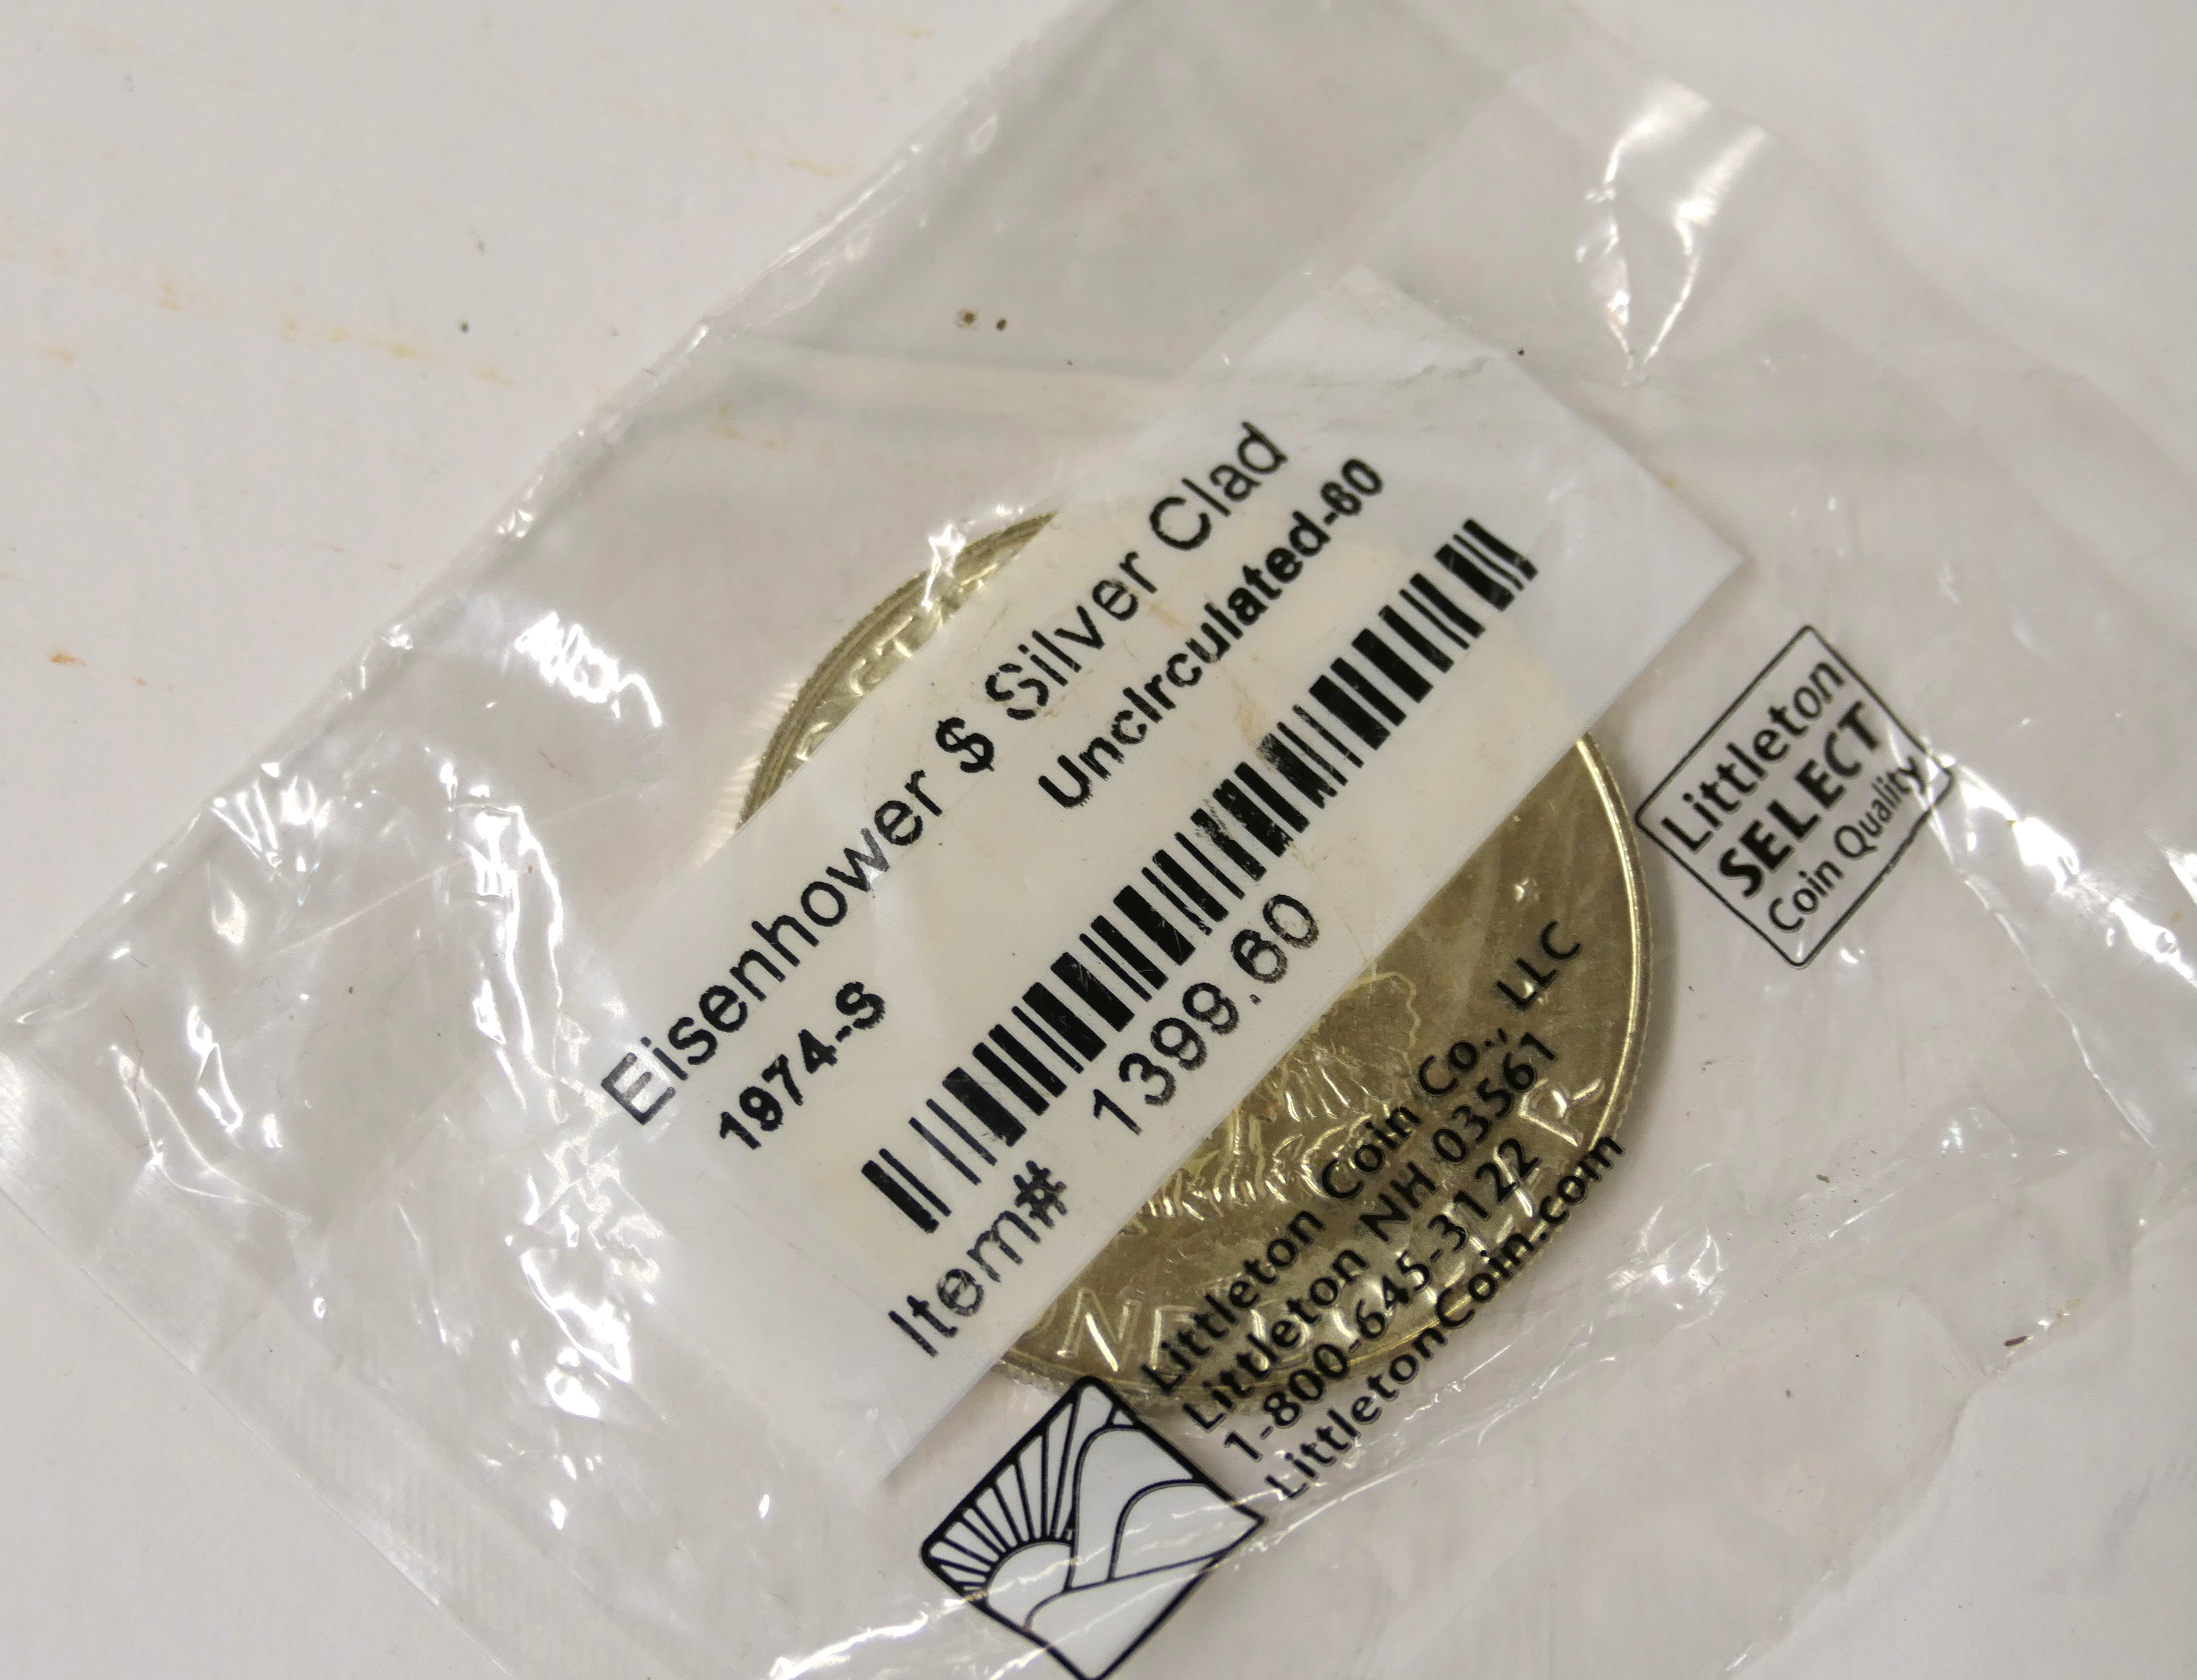 Eisenhower $ Silver Clad
1974-S Uncirculated-60
Item# 1399.60
Littleton
SELECT
Coin Quality
Littleton Coin Co., LLC
Littleton NH 03561
1-800-645-3122
LittletonCoin.com